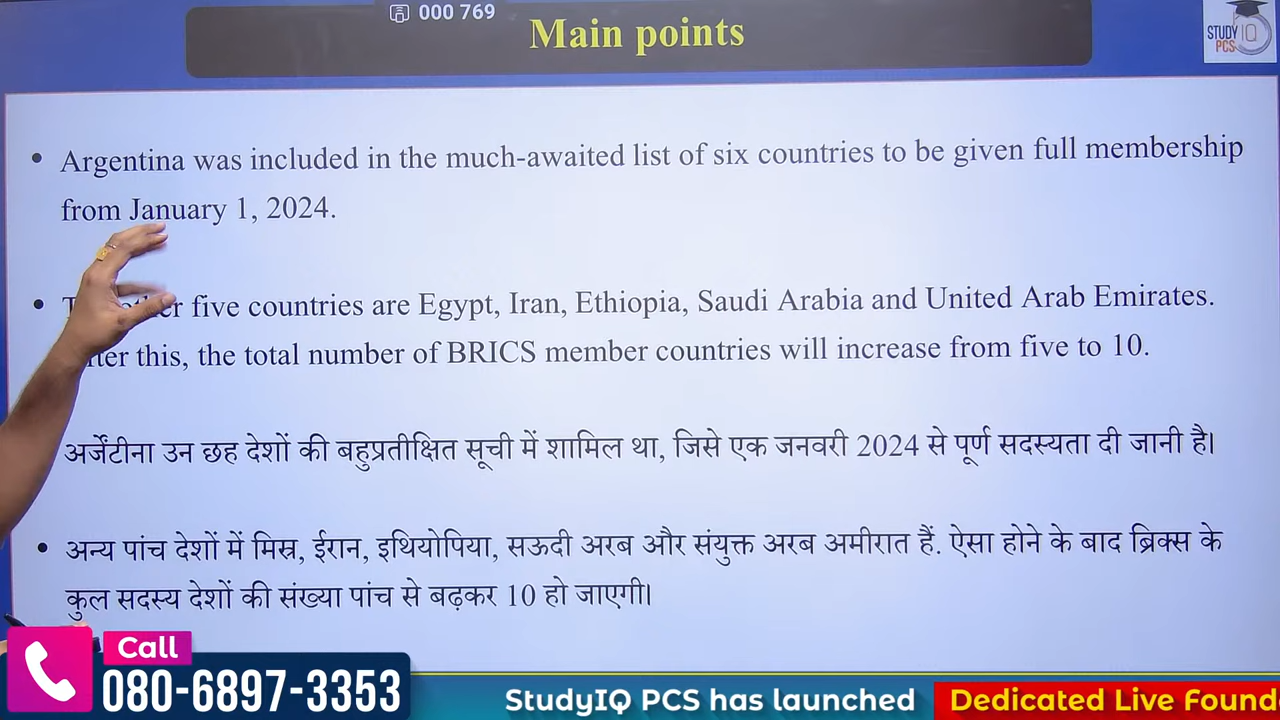 000 769
Main points
STUDY IQ
PCS
• Argentina was included in the much-awaited list of six countries to be given full membership
from January 1, 2024.
• five countries are Egypt, Iran, Ethiopia, Saudi Arabia and United Arab Emirates.
this, the total number of BRICS member countries will increase from five to 10.
अर्जेंटीना उन छह देशों की बहुप्रतीक्षित सूची में शामिल था, जिसे एक जनवरी 2024 से पूर्ण सदस्यता दी जानी है।
• अन्य पांच देशों में मिस्र, ईरान, इथियोपिया, सऊदी अरब और संयुक्त अरब अमीरात हैं. ऐसा होने के बाद ब्रिक्स के
कुल सदस्य देशों की संख्या पांच से बढ़कर 10 हो जाएगी।
Call
080-6897-3353
StudyIQ PCS has launched Dedicated Live Found